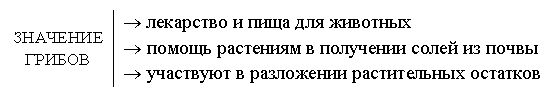 ЗНАЧЕНИЕ
ГРИБОВ
→ лекарство и пища для животных
→ помощь растениям в получении солей из почвы
→ участвуют в разложении растительных остатков